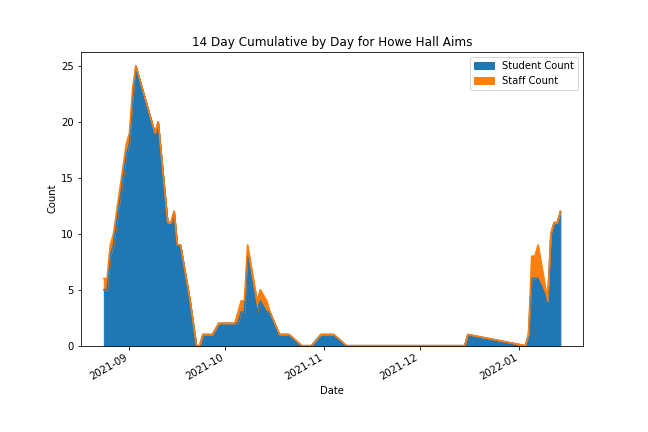 14 Day Cumulative by Day for Howe Hall Aims
Student Count
Staff Count
25
20
15
10
5
0
Count
2021-09
2021-10
2021-11
2021-12
2022-01
Date